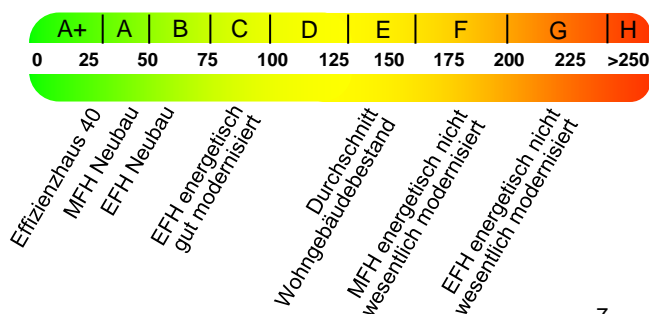 A+ A B C D E F G H
0 25 50 75 100 125 150 175 200 225 >250
Effizienzhaus 40
MFH Neubau
EFH Neubau
EFH energetisch
gut modernisiert
Durchschnitt
Wohngebäudebestand
MFH energetisch nicht
wesentlich modernisiert
EFH energetisch nicht
wesentlich modernisiert